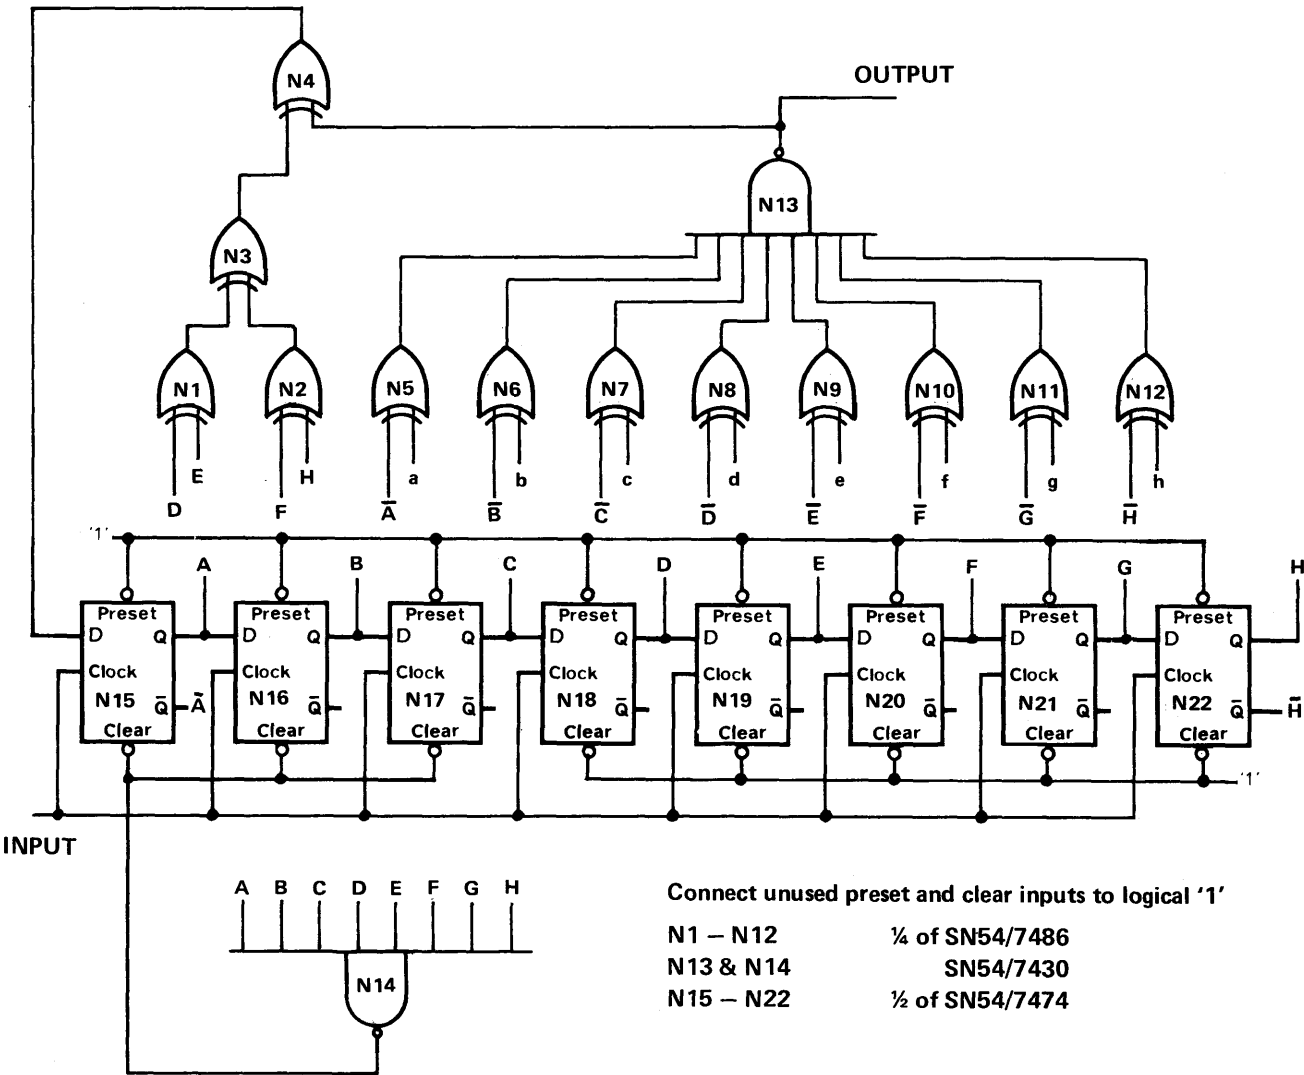 N4
OUTPUT
N13
N3
N1 N2 N5 N6 N7 N8 N9 N10 N11 N12
E H a b c d e f g h
D F A̅ B̅ C̅ D̅ E̅ F̅ G̅ H̅
'1'
A B C D E F G H
Preset Preset Preset Preset Preset Preset Preset Preset
D Q D Q D Q D Q D Q D Q D Q D Q
Clock Clock Clock Clock Clock Clock Clock Clock
N15 Q̅ Ã N16 Q̅ N17 Q̅ N18 Q̅ N19 Q̅ N20 Q̅ N21 Q̅ N22 Q̅ H̅
Clear Clear Clear Clear Clear Clear Clear Clear
'1'
INPUT
A B C D E F G H
N14
Connect unused preset and clear inputs to logical '1'
N1 – N12 ¼ of SN54/7486
N13 & N14 SN54/7430
N15 – N22 ½ of SN54/7474